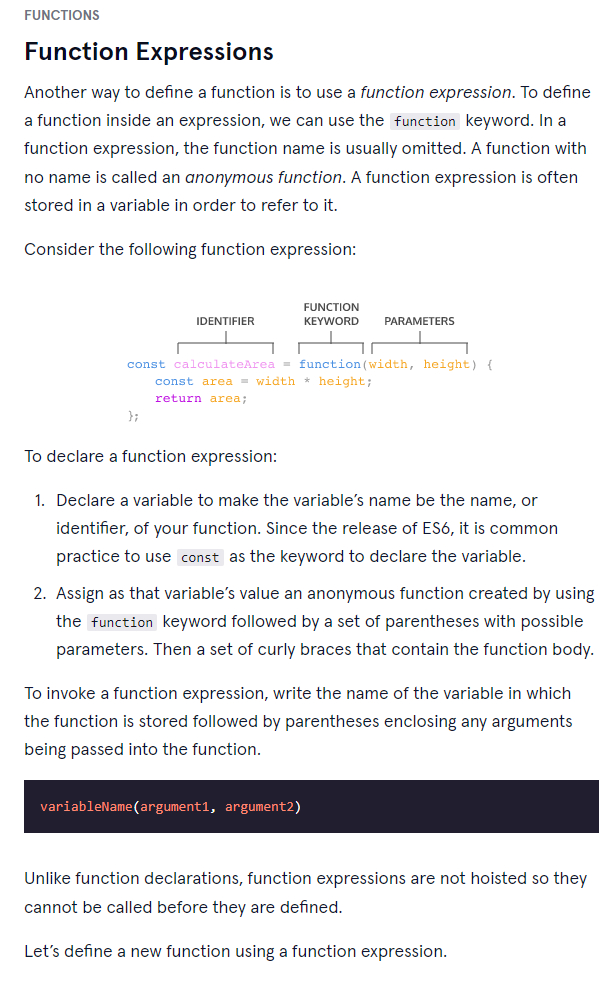 FUNCTIONS
Function Expressions
Another way to define a function is to use a function expression. To define
a function inside an expression, we can use the function keyword. In a
function expression, the function name is usually omitted. A function with
no name is called an anonymous function. A function expression is often
stored in a variable in order to refer to it.
Consider the following function expression:
IDENTIFIER FUNCTION KEYWORD PARAMETERS
const calculateArea = function(width, height) {
const area = width * height;
return area;
};
To declare a function expression:
1. Declare a variable to make the variable’s name be the name, or
identifier, of your function. Since the release of ES6, it is common
practice to use const as the keyword to declare the variable.
2. Assign as that variable’s value an anonymous function created by using
the function keyword followed by a set of parentheses with possible
parameters. Then a set of curly braces that contain the function body.
To invoke a function expression, write the name of the variable in which
the function is stored followed by parentheses enclosing any arguments
being passed into the function.
variableName(argument1, argument2)
Unlike function declarations, function expressions are not hoisted so they
cannot be called before they are defined.
Let’s define a new function using a function expression.